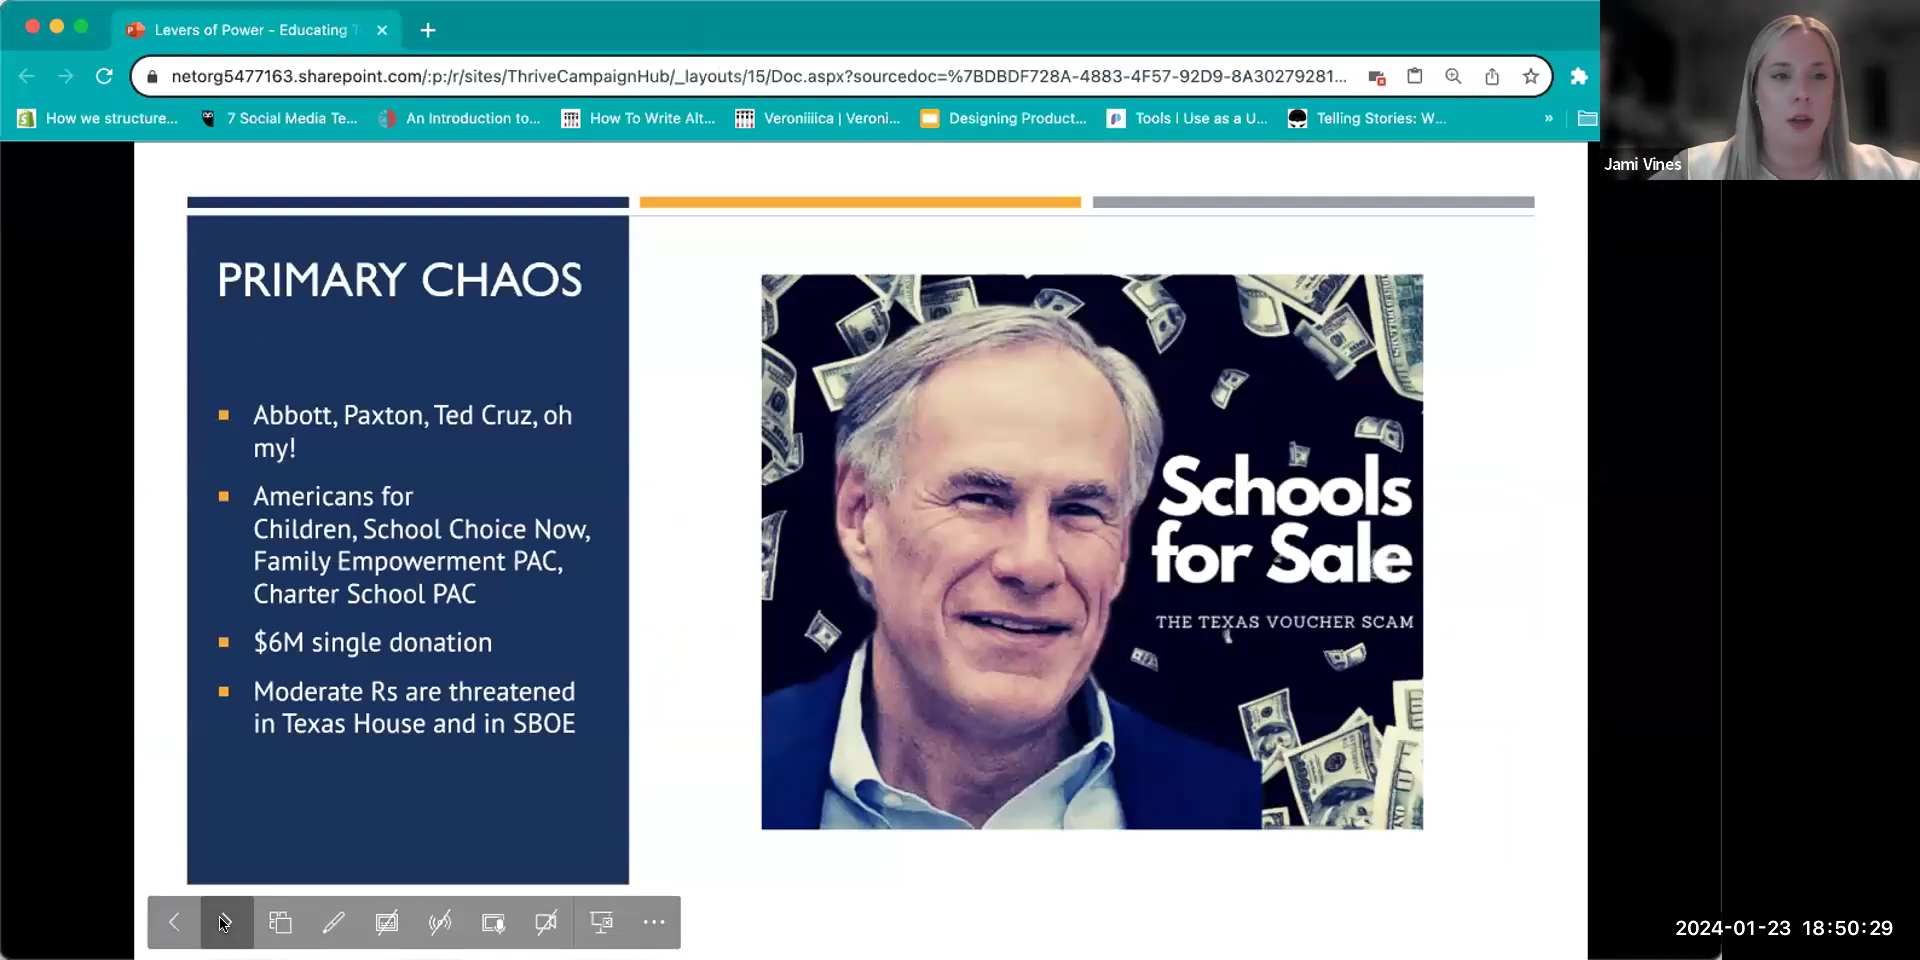 Levers of Power - Educating T
netorg5477163.sharepoint.com/:p:/r/sites/ThriveCampaignHub/_layouts/15/Doc.aspx?sourcedoc=%7BDBDF728A-4883-4F57-92D9-8A30279281...
How we structure...
7 Social Media Te...
An Introduction to...
How To Write Alt...
Veroniiiica | Veroni...
Designing Product...
Tools I Use as a U...
Telling Stories: W...
Jami Vines
PRIMARY CHAOS
Abbott, Paxton, Ted Cruz, oh
my!
Americans for
Children, School Choice Now,
Family Empowerment PAC,
Charter School PAC
$6M single donation
Moderate Rs are threatened
in Texas House and in SBOE
Schools
for Sale
THE TEXAS VOUCHER SCAM
2024-01-23 18:50:29